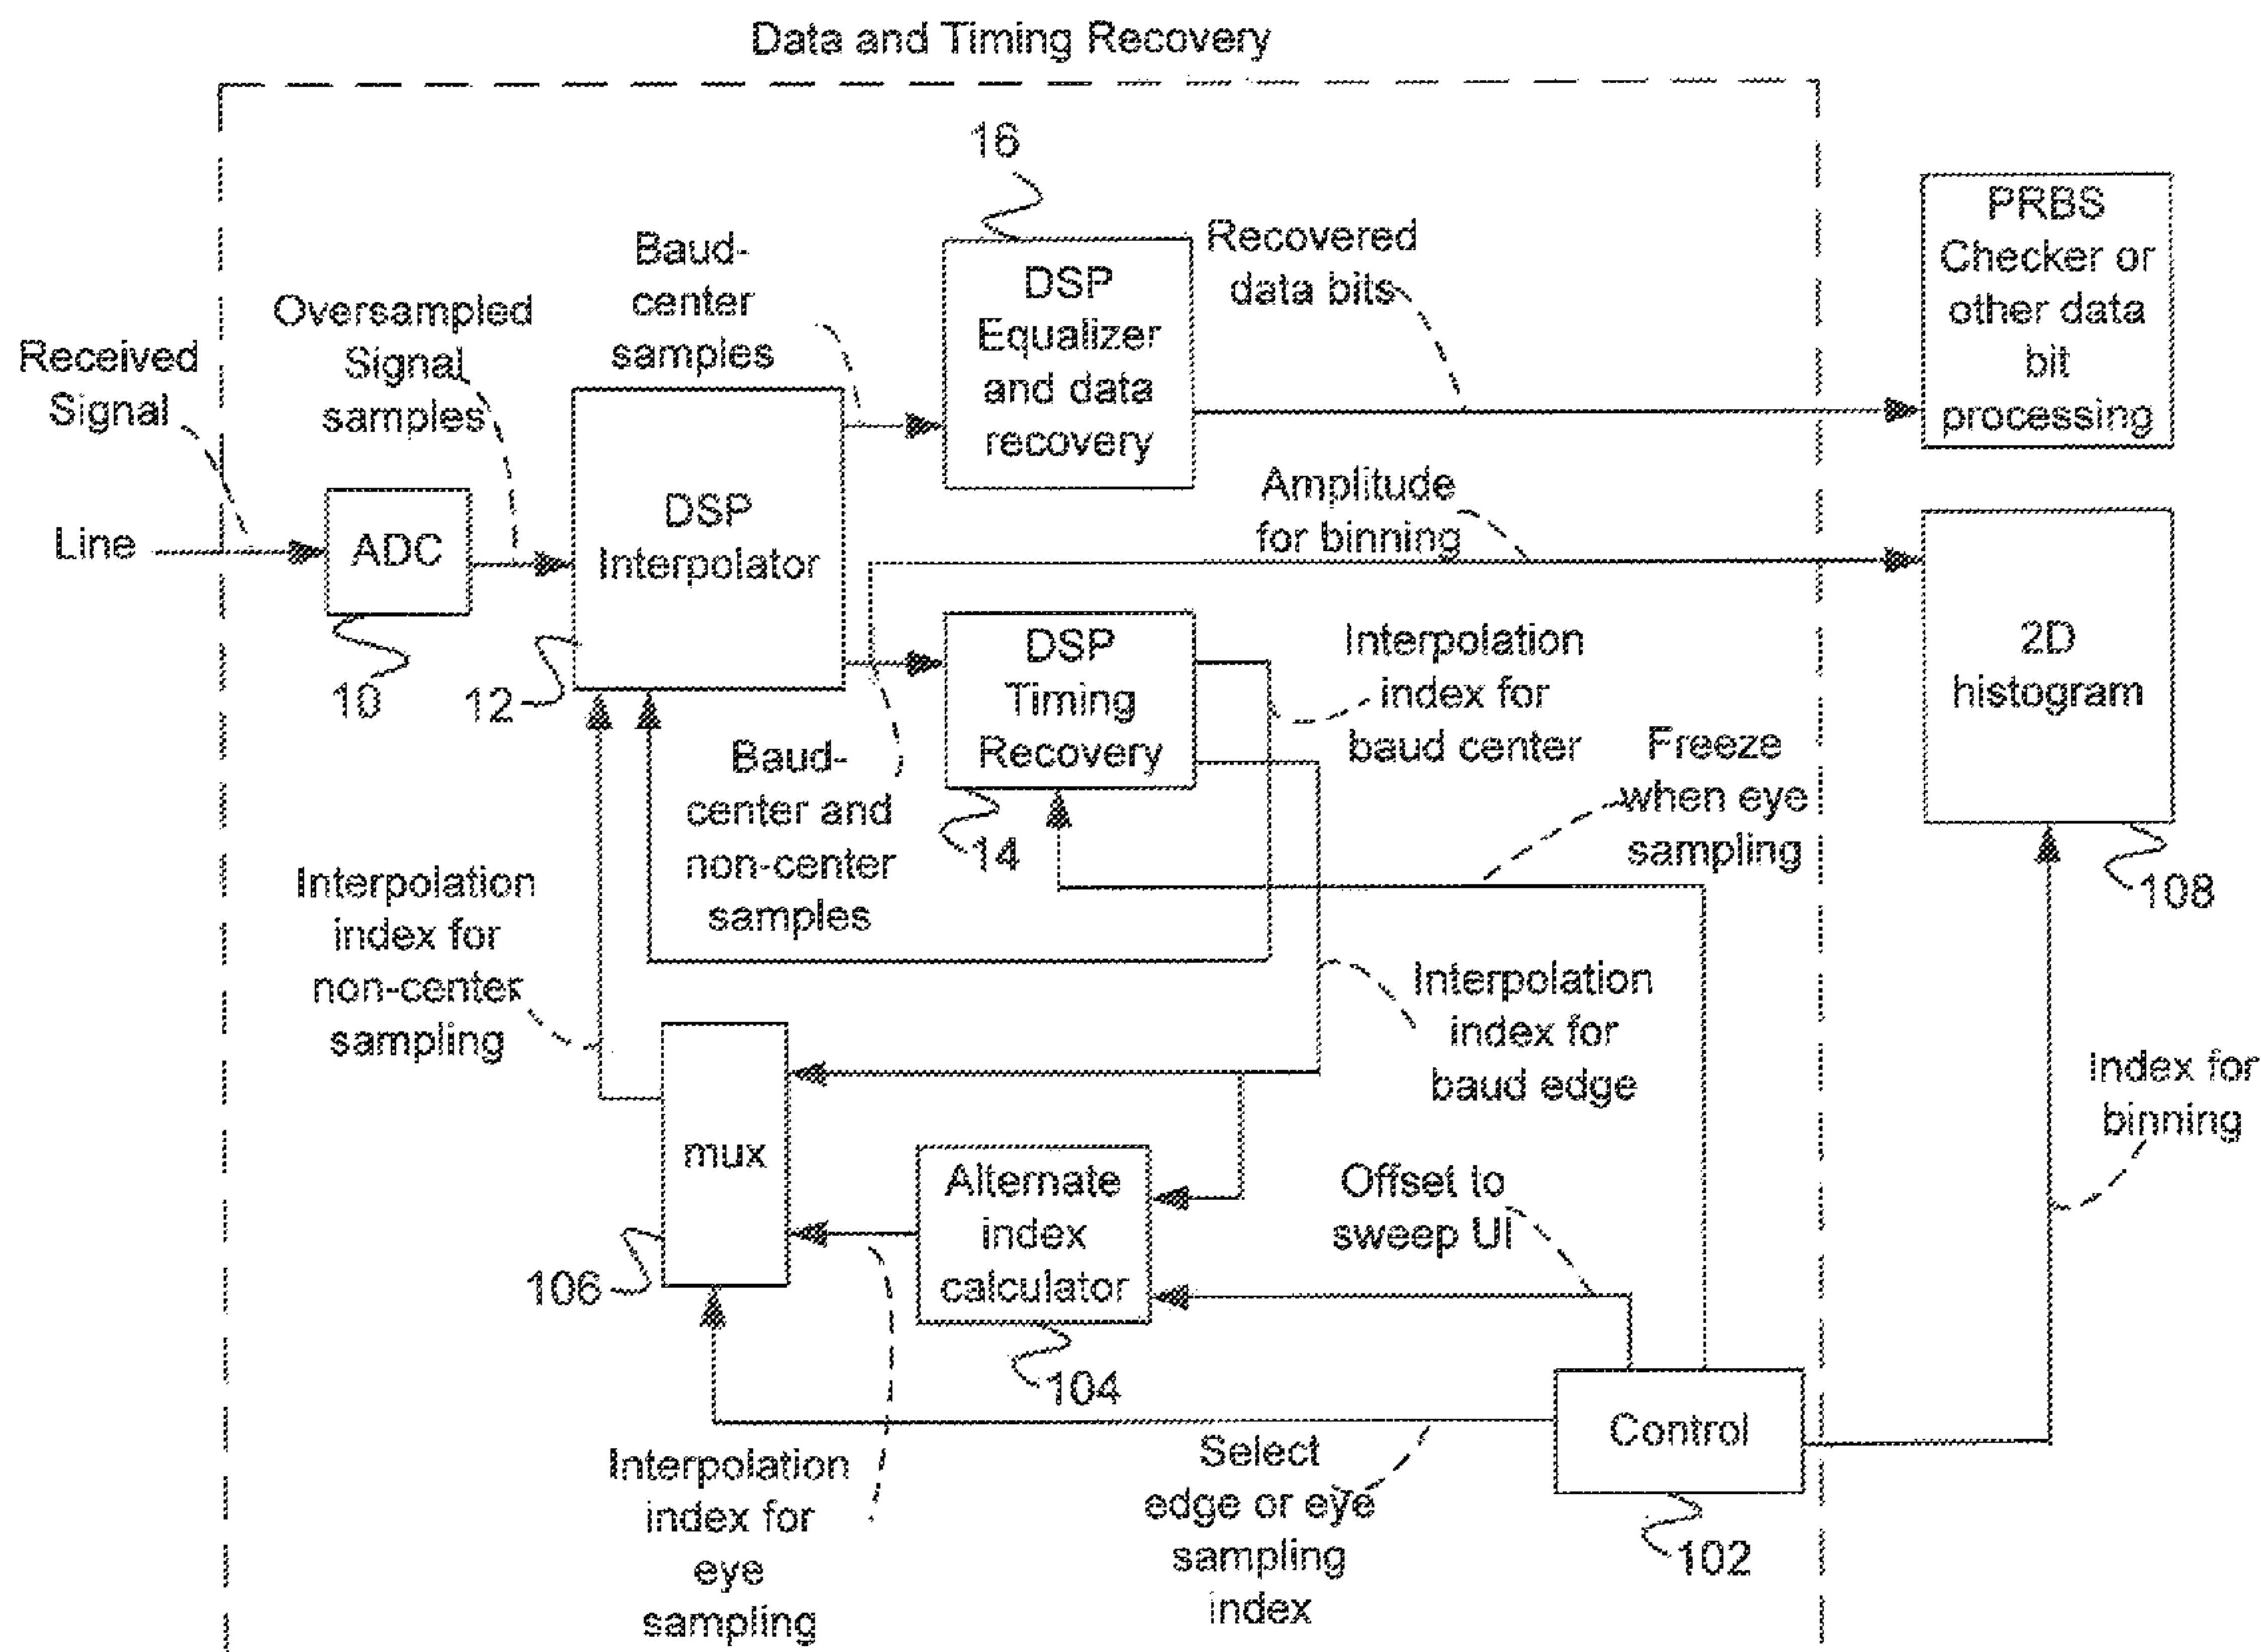 Data and Timing Recovery
16
PRBS
Checker or
other data
bit
processing
Recovered
data bits
DSP
Equalizer
and data
recovery
Baud-
center
samples
Oversampled
Signal
samples
Received
Signal
Line
ADC
10
DSP
Interpolator
12
Amplitude
for binning
2D
histogram
108
DSP
Timing
Recovery
14
Interpolation
index for
baud center
Freeze
when eye
sampling
Baud-
center and
non-center
samples
Interpolation
index for
non-center
sampling
Interpolation
index for
baud edge
Index for
binning
mux
106
Alternate
index
calculator
104
Offset to
sweep UI
Control
102
Interpolation
index for
eye
sampling
Select
edge or eye
sampling
index